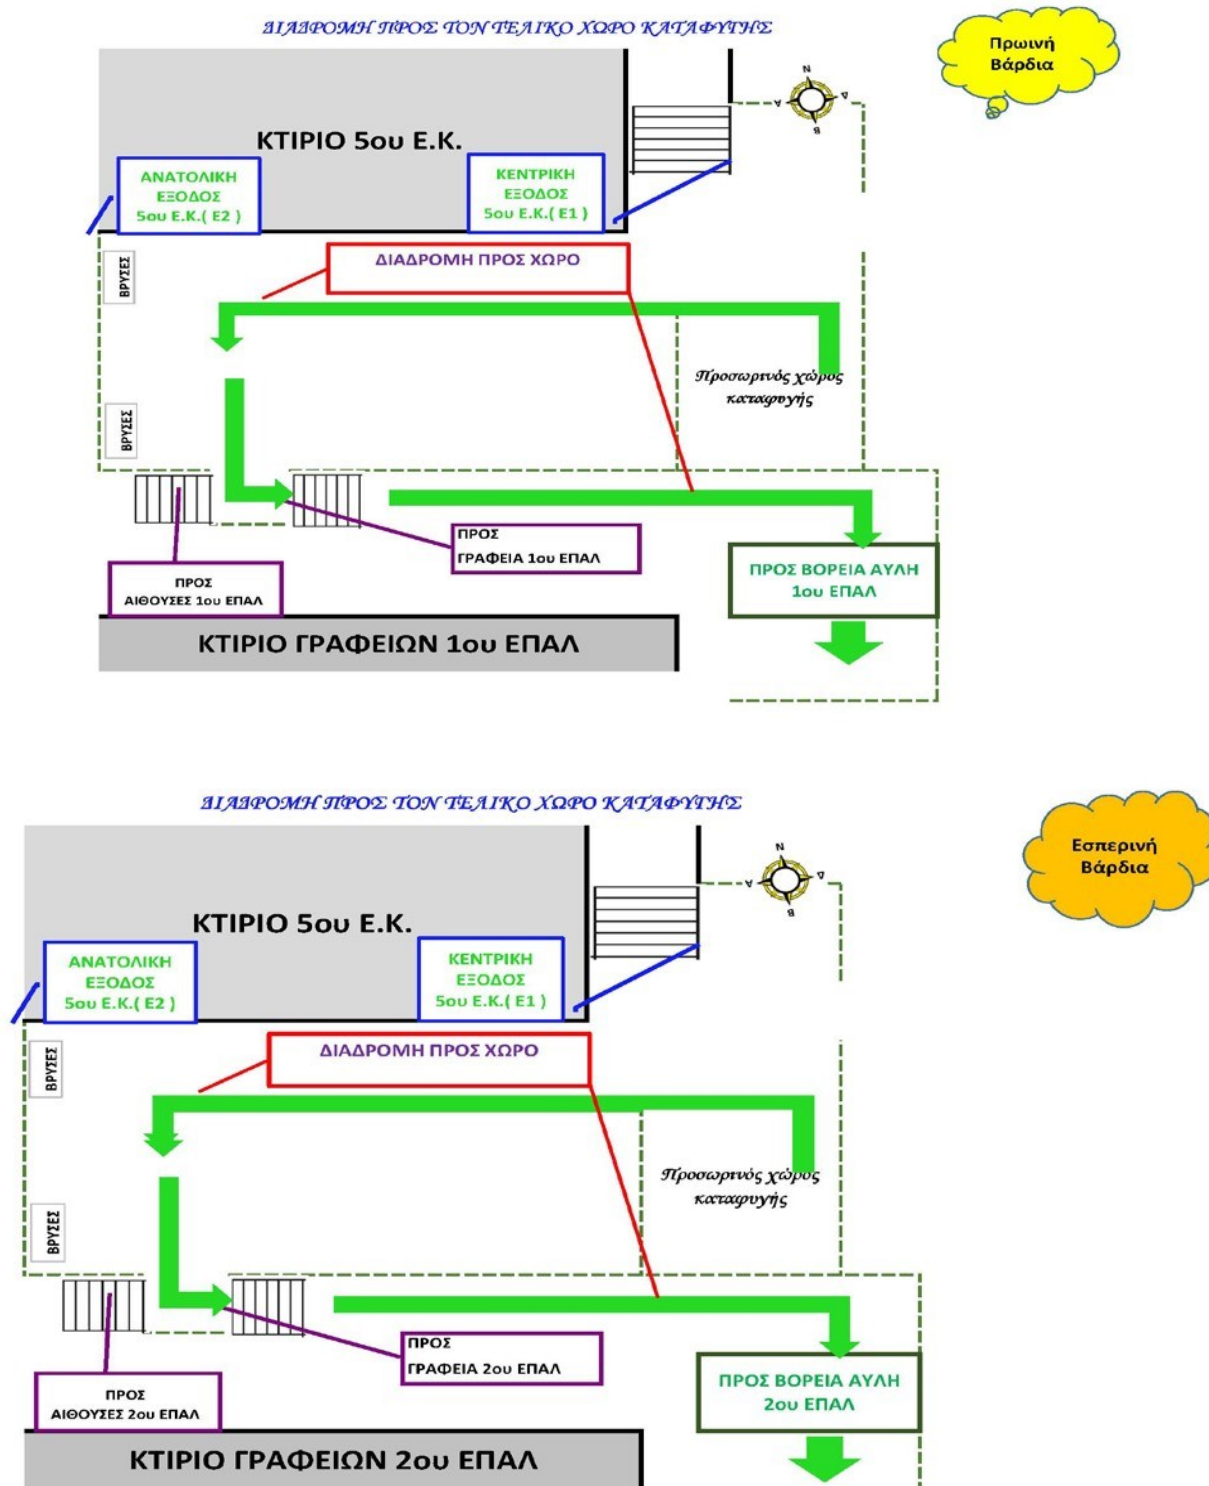 ΔΙΑΔΡΟΜΗ ΠΡΟΣ ΤΟΝ ΤΕΛΙΚΟ ΧΩΡΟ ΚΑΤΑΦΥΓΗΣ
Πρωινή
Βάρδια
Ν
Α
Δ
Β
ΚΤΙΡΙΟ 5ου Ε.Κ.
ΑΝΑΤΟΛΙΚΗ
ΕΞΟΔΟΣ
5ου Ε.Κ.( Ε2 )
ΚΕΝΤΡΙΚΗ
ΕΞΟΔΟΣ
5ου Ε.Κ.( Ε1 )
ΒΡΥΣΕΣ
ΔΙΑΔΡΟΜΗ ΠΡΟΣ ΧΩΡΟ
Προσωρινός χώρος
καταφυγής
ΒΡΥΣΕΣ
ΠΡΟΣ
ΓΡΑΦΕΙΑ 1ου ΕΠΑΛ
ΠΡΟΣ
ΑΙΘΟΥΣΕΣ 1ου ΕΠΑΛ
ΠΡΟΣ ΒΟΡΕΙΑ ΑΥΛΗ
1ου ΕΠΑΛ
ΚΤΙΡΙΟ ΓΡΑΦΕΙΩΝ 1ου ΕΠΑΛ
ΔΙΑΔΡΟΜΗ ΠΡΟΣ ΤΟΝ ΤΕΛΙΚΟ ΧΩΡΟ ΚΑΤΑΦΥΓΗΣ
Εσπερινή
Βάρδια
Ν
Α
Δ
Β
ΚΤΙΡΙΟ 5ου Ε.Κ.
ΑΝΑΤΟΛΙΚΗ
ΕΞΟΔΟΣ
5ου Ε.Κ.( Ε2 )
ΚΕΝΤΡΙΚΗ
ΕΞΟΔΟΣ
5ου Ε.Κ.( Ε1 )
ΒΡΥΣΕΣ
ΔΙΑΔΡΟΜΗ ΠΡΟΣ ΧΩΡΟ
Προσωρινός χώρος
καταφυγής
ΒΡΥΣΕΣ
ΠΡΟΣ
ΓΡΑΦΕΙΑ 2ου ΕΠΑΛ
ΠΡΟΣ
ΑΙΘΟΥΣΕΣ 2ου ΕΠΑΛ
ΠΡΟΣ ΒΟΡΕΙΑ ΑΥΛΗ
2ου ΕΠΑΛ
ΚΤΙΡΙΟ ΓΡΑΦΕΙΩΝ 2ου ΕΠΑΛ